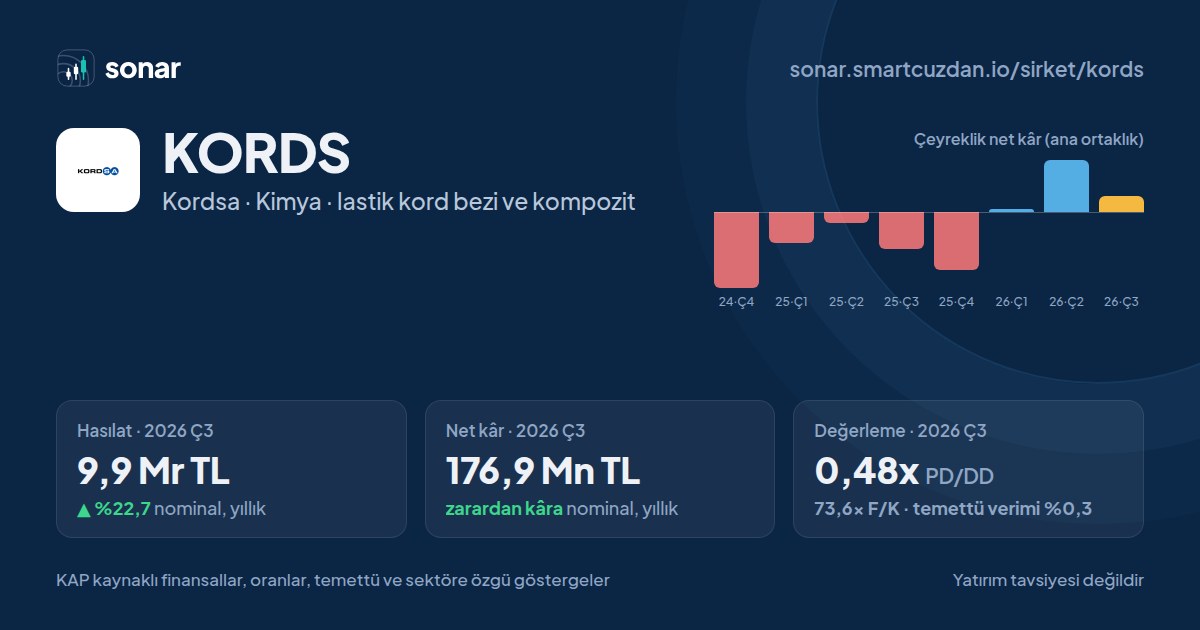 sonar
sonar.smartcuzdan.io/sirket/kords
KORDSA
KORDS
Kordsa · Kimya · lastik kord bezi ve kompozit
Çeyreklik net kâr (ana ortaklık)
24-Ç4 25-Ç1 25-Ç2 25-Ç3 25-Ç4 26-Ç1 26-Ç2 26-Ç3
Hasılat · 2026 Ç3
9,9 Mr TL
▲ %22,7 nominal, yıllık
Net kâr · 2026 Ç3
176,9 Mn TL
zarardan kâra nominal, yıllık
Değerleme · 2026 Ç3
0,48x PD/DD
73,6× F/K · temettü verimi %0,3
KAP kaynaklı finansallar, oranlar, temettü ve sektöre özgü göstergeler
Yatırım tavsiyesi değildir